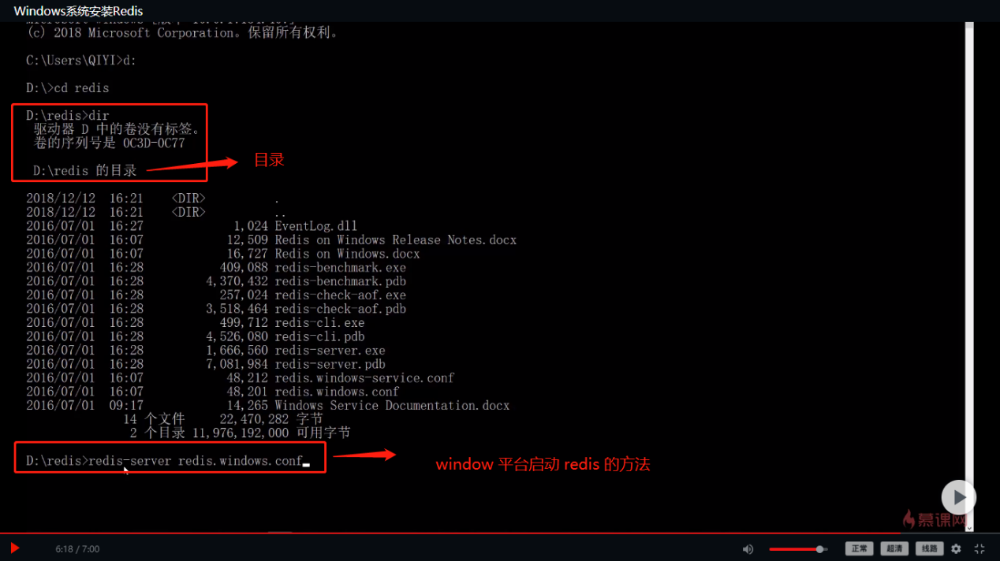 Windows系统安装Redis
(c) 2018 Microsoft Corporation。保留所有权利。
C:\Users\QIYI>d:
D:\>cd redis
D:\redis>dir
驱动器 D 中的卷没有标签。
卷的序列号是 0C3D-0C77
D:\redis 的目录
目录
2018/12/12 16:21 <DIR> .
2018/12/12 16:21 <DIR> ..
2016/07/01 16:27 1,024 EventLog.dll
2016/07/01 16:07 12,509 Redis on Windows Release Notes.docx
2016/07/01 16:07 16,727 Redis on Windows.docx
2016/07/01 16:28 409,088 redis-benchmark.exe
2016/07/01 16:28 4,370,432 redis-benchmark.pdb
2016/07/01 16:28 257,024 redis-check-aof.exe
2016/07/01 16:28 3,518,464 redis-check-aof.pdb
2016/07/01 16:28 499,712 redis-cli.exe
2016/07/01 16:28 4,526,080 redis-cli.pdb
2016/07/01 16:28 1,666,560 redis-server.exe
2016/07/01 16:28 7,081,984 redis-server.pdb
2016/07/01 16:07 48,212 redis.windows-service.conf
2016/07/01 16:07 48,201 redis.windows.conf
2016/07/01 09:17 14,265 Windows Service Documentation.docx
14 个文件 22,470,282 字节
2 个目录 11,976,192,000 可用字节
D:\redis>redis-server redis.windows.conf
window 平台启动 redis 的方法
慕课网
6:18 / 7:00
正常 超清 线路